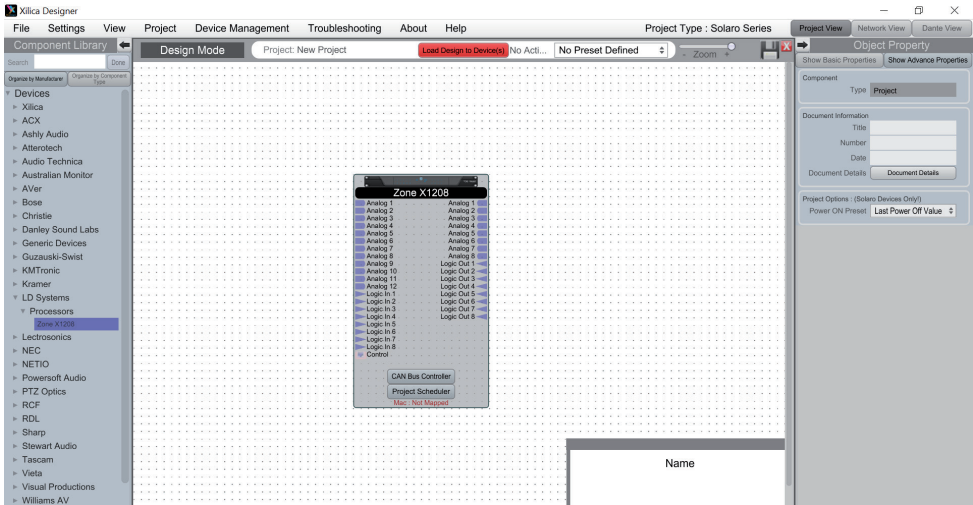 Xilica Designer
File Settings View Project Device Management Troubleshooting About Help Project Type : Solaro Series Project View Network View Dante View
Component Library Design Mode Project: New Project Load Design to Device(s) No Acti... No Preset Defined - Zoom + X Object Property
Search Done Show Basic Properties Show Advance Properties
Organize by Manufacturer Organize by Component Type
Devices
Xilica
ACX
Ashly Audio
Atterotech
Audio Technica
Australian Monitor
AVer
Bose
Christie
Danley Sound Labs
Generic Devices
Guzauski-Swist
KMTronic
Kramer
LD Systems
Processors
Zone X1208
Lectrosonics
NEC
NETIO
Powersoft Audio
PTZ Optics
RCF
RDL
Sharp
Stewart Audio
Tascam
Vieta
Visual Productions
Williams AV
Zone X1208
Analog 1 Analog 1
Analog 2 Analog 2
Analog 3 Analog 3
Analog 4 Analog 4
Analog 5 Analog 5
Analog 6 Analog 6
Analog 7 Analog 7
Analog 8 Analog 8
Analog 9 Logic Out 1
Analog 10 Logic Out 2
Analog 11 Logic Out 3
Analog 12 Logic Out 4
Logic In 1 Logic Out 5
Logic In 2 Logic Out 6
Logic In 3 Logic Out 7
Logic In 4 Logic Out 8
Logic In 5
Logic In 6
Logic In 7
Logic In 8
Control
CAN Bus Controller
Project Scheduler
Mac : Not Mapped
Name
Component
Type Project
Document Information
Title
Number
Date
Document Details Document Details
Project Options : (Solaro Devices Only!)
Power ON Preset Last Power Off Value